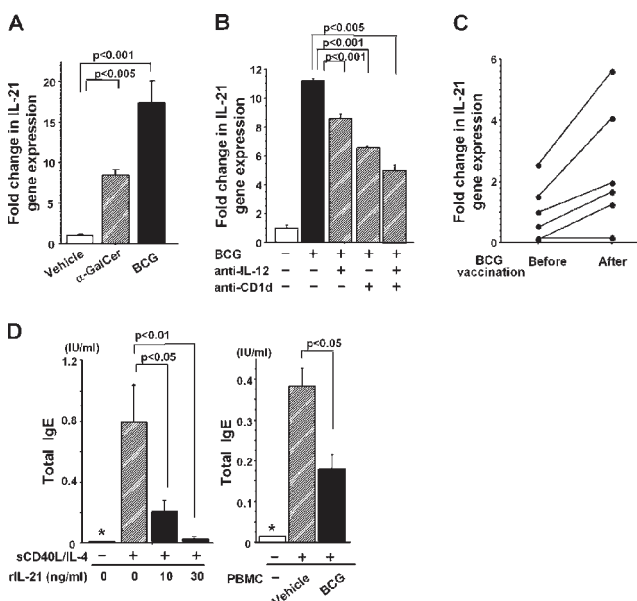 A
p<0.001
p<0.005
Fold change in IL-21
gene expression
20
15
10
5
0
Vehicle
α-GalCer
BCG
B
p<0.005
p<0.001
p<0.001
Fold change in IL-21
gene expression
12
10
8
6
4
2
0
BCG – + + + +
anti-IL-12 – – + – +
anti-CD1d – – – + +
C
Fold change in IL-21
gene expression
6
4
2
0
BCG
vaccination
Before After
D
(IU/ml)
p<0.01
p<0.05
Total IgE
1.2
0.8
0.4
0
*
sCD40L/IL-4 – + + +
rIL-21 (ng/ml) 0 0 10 30
(IU/ml)
p<0.05
Total IgE
0.4
0.3
0.2
0.1
0
*
– + +
PBMC – Vehicle BCG